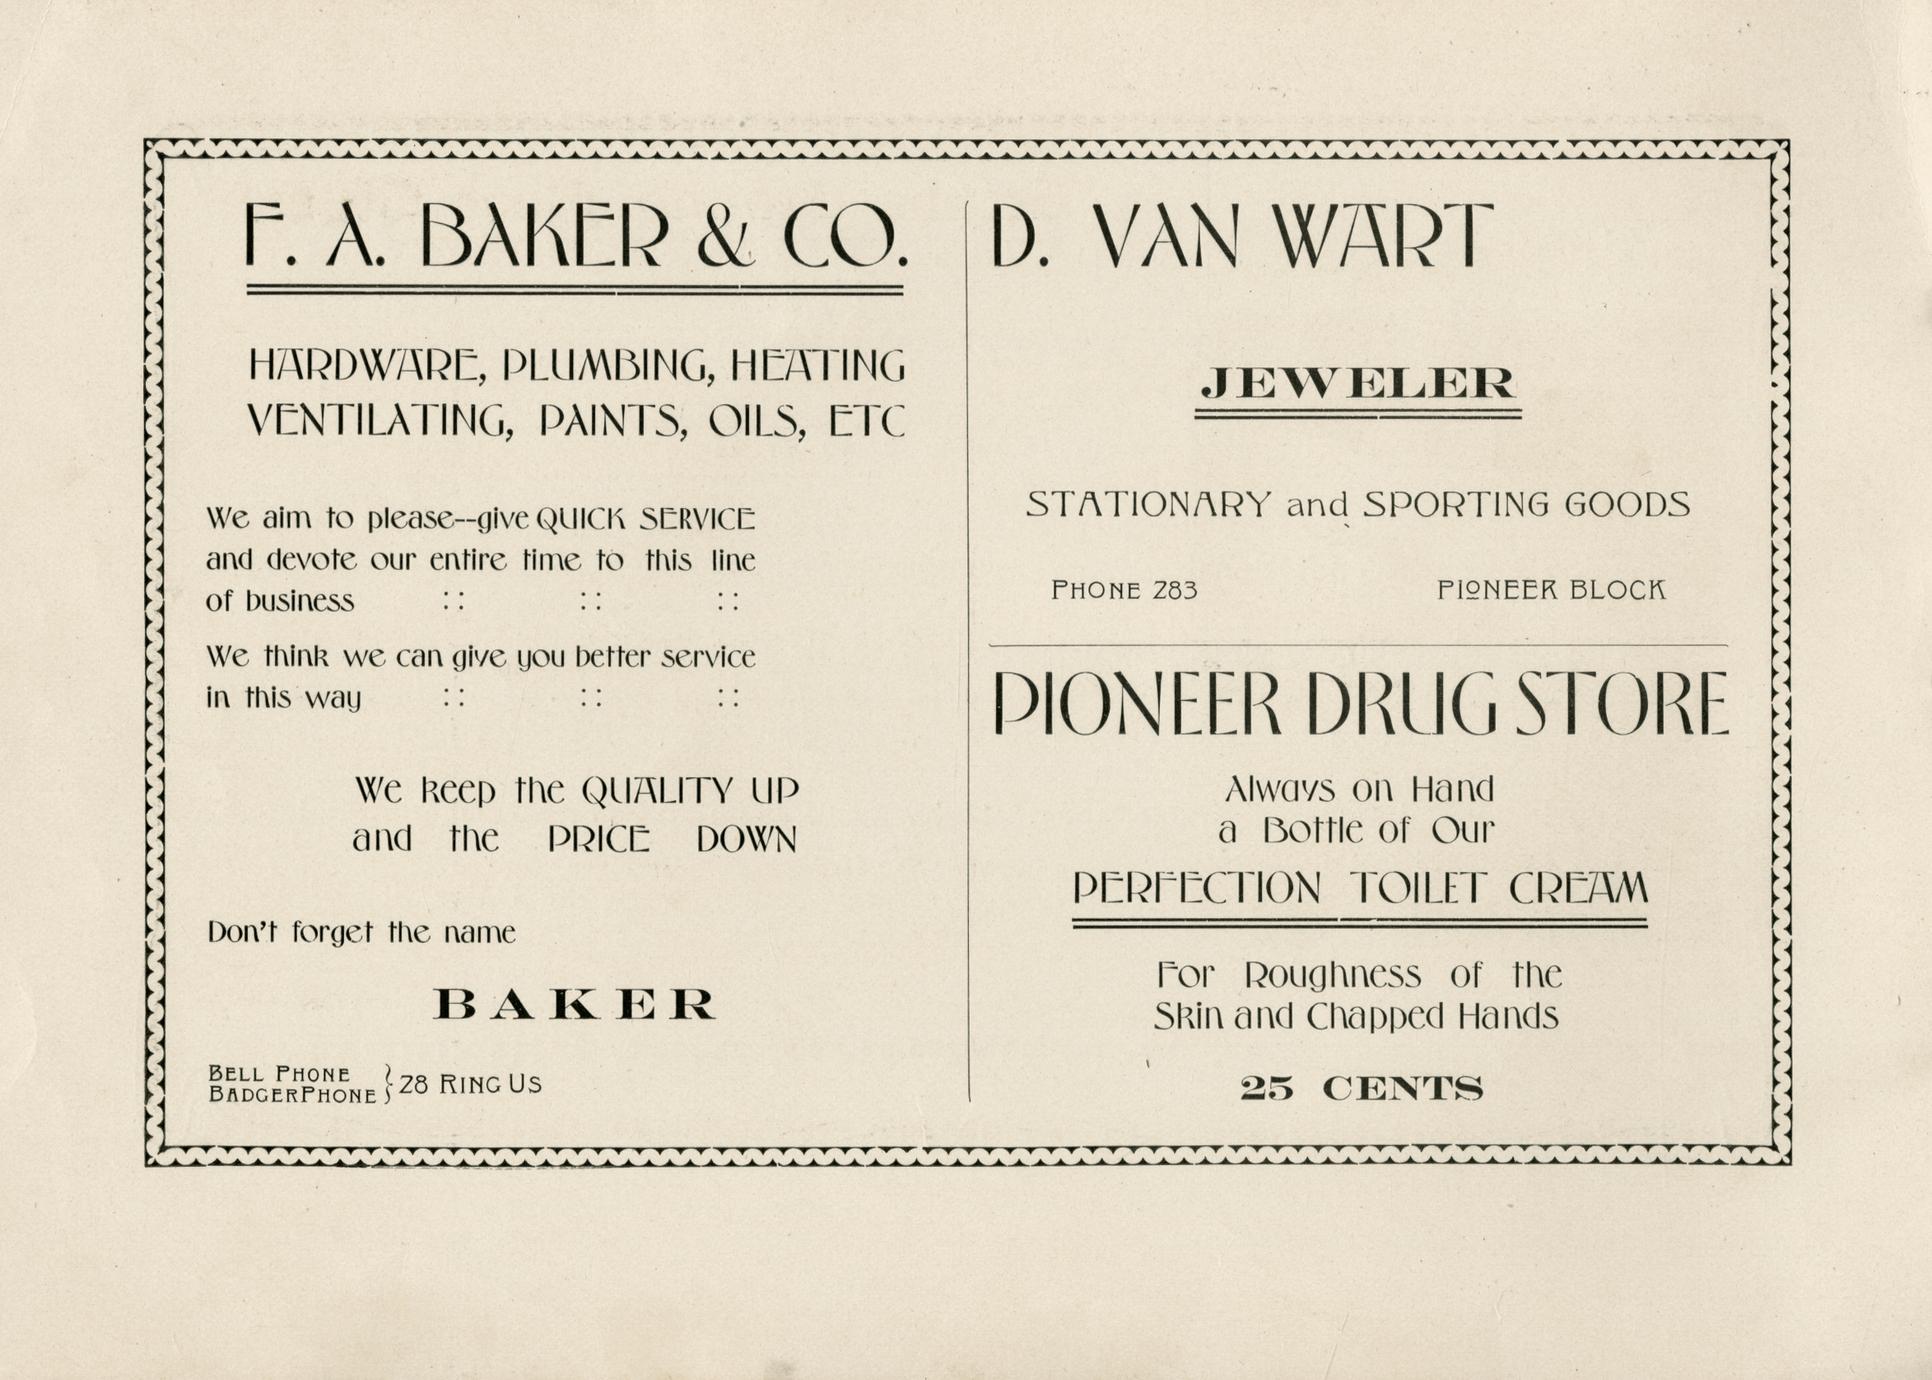 F. A. BAKER & CO.
HARDWARE, PLUMBING, HEATING
VENTILATING, PAINTS, OILS, ETC
We aim to please--give QUICK SERVICE
and devote our entire time to this line
of business :: :: ::
We think we can give you better service
in this way :: :: ::
We keep the QUALITY UP
and the PRICE DOWN
Don't forget the name
BAKER
BELL PHONE
BADGER PHONE } 28 RING US
D. VAN WART
JEWELER
STATIONARY and SPORTING GOODS
PHONE 283 PIONEER BLOCK
PIONEER DRUG STORE
Always on Hand
a Bottle of Our
PERFECTION TOILET CREAM
For Roughness of the
Skin and Chapped Hands
25 CENTS